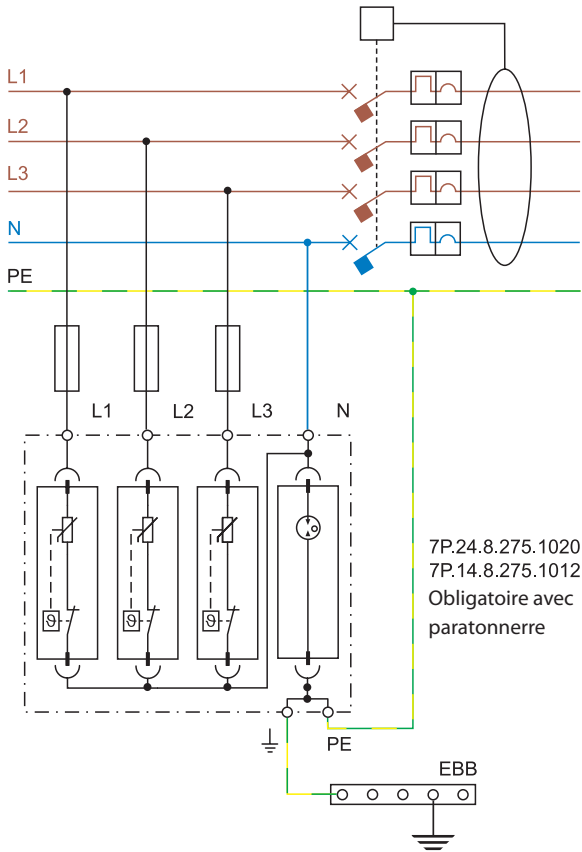 L1
L2
L3
N
PE
L1 L2 L3 N
ϑ ϑ ϑ
7P.24.8.275.1020
7P.14.8.275.1012
Obligatoire avec
paratonnerre
PE
EBB